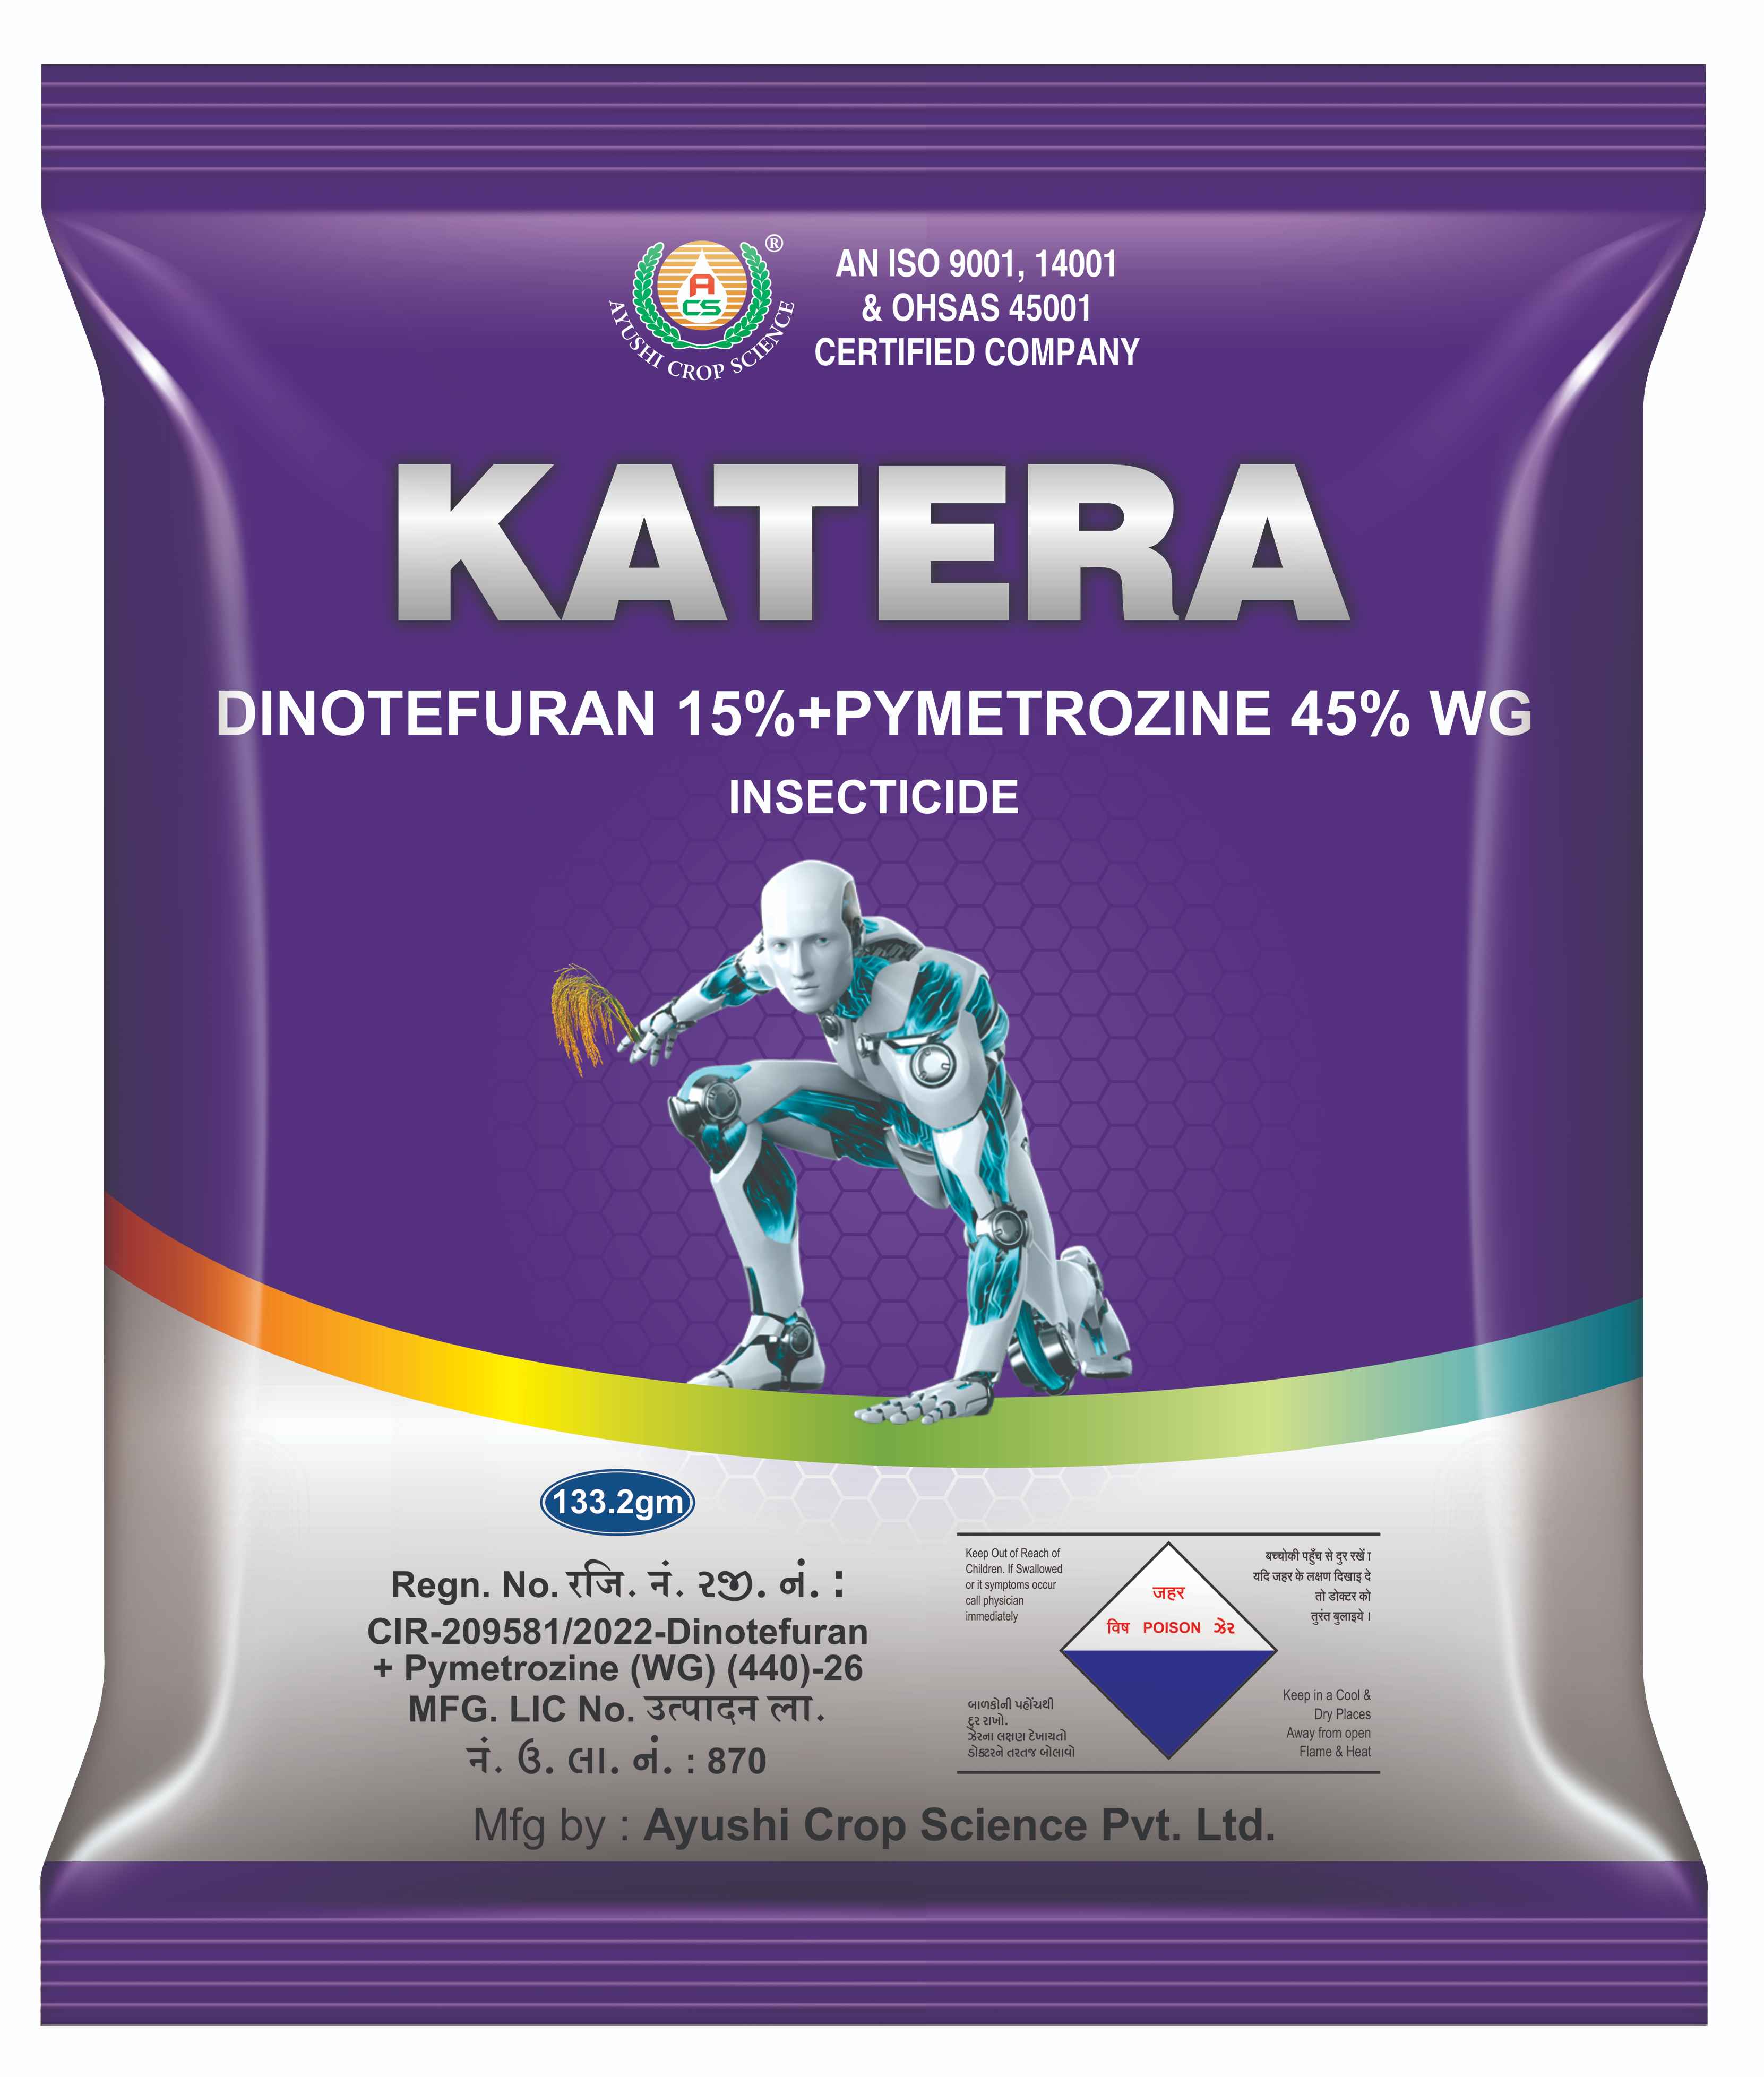 ®
A
CS
AYUSHI CROP SCIENCE
AN ISO 9001, 14001
& OHSAS 45001
CERTIFIED COMPANY
KATERA
DINOTEFURAN 15%+PYMETROZINE 45% WG
INSECTICIDE
133.2gm
Regn. No. रजि. नं. રજી. નં. :
CIR-209581/2022-Dinotefuran
+ Pymetrozine (WG) (440)-26
MFG. LIC No. उत्पादन ला.
नं. ઉ. લા. નં. : 870
Keep Out of Reach of
Children. If Swallowed
or it symptoms occur
call physician
immediately
जहर
विष POISON ઝેર
बच्चोकी पहुँच से दुर रखें ।
यदि जहर के लक्षण दिखाइ दे
तो डोक्टर को
तुरंत बुलाइये ।
બાળકોની પહોંચથી
દુર રાખો.
ઝેરના લક્ષણ દેખાયતો
ડોક્ટરને તરતજ બોલાવો
Keep in a Cool &
Dry Places
Away from open
Flame & Heat
Mfg by : Ayushi Crop Science Pvt. Ltd.